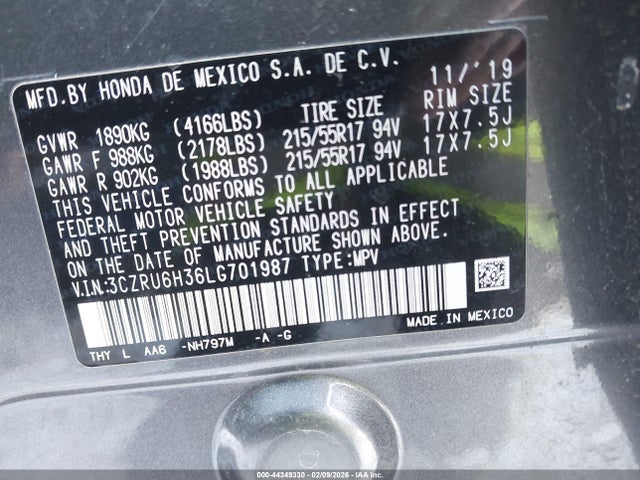 MFD.BY HONDA DE MEXICO S.A. DE C.V. 11/'19
TIRE SIZE RIM SIZE
GVWR 1890KG (4166LBS)
GAWR F 988KG (2178LBS) 215/55R17 94V 17X7.5J
GAWR R 902KG (1988LBS) 215/55R17 94V 17X7.5J
THIS VEHICLE CONFORMS TO ALL APPLICABLE
FEDERAL MOTOR VEHICLE SAFETY
AND THEFT PREVENTION STANDARDS IN EFFECT
ON THE DATE OF MANUFACTURE SHOWN ABOVE.
V.I.N.:3CZRU6H36LG701987 TYPE:MPV
THY L AA6 -NH797M -A -G
MADE IN MEXICO
000-44349330 - 02/09/2026 - IAAI.com